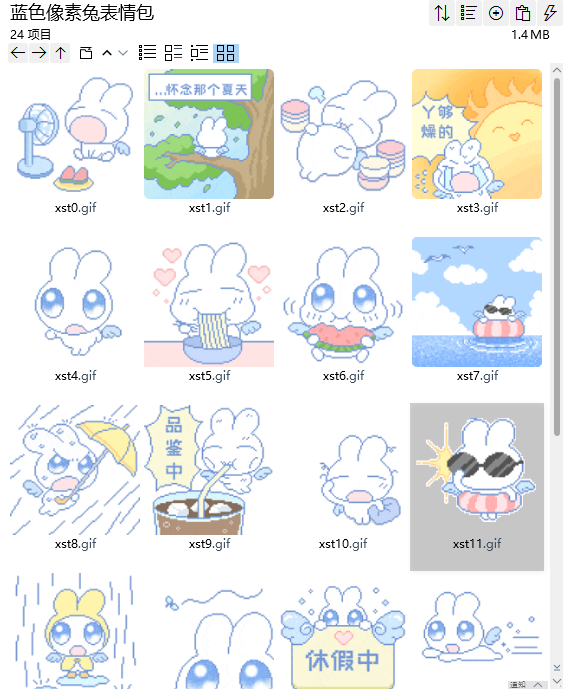 蓝色像素兔表情包
24 项目
1.4 MB
...怀念那个夏天
丫够
燥的
xst0.gif
xst1.gif
xst2.gif
xst3.gif
xst4.gif
xst5.gif
xst6.gif
xst7.gif
品
鉴
中
xst8.gif
xst9.gif
xst10.gif
xst11.gif
休假中
通知